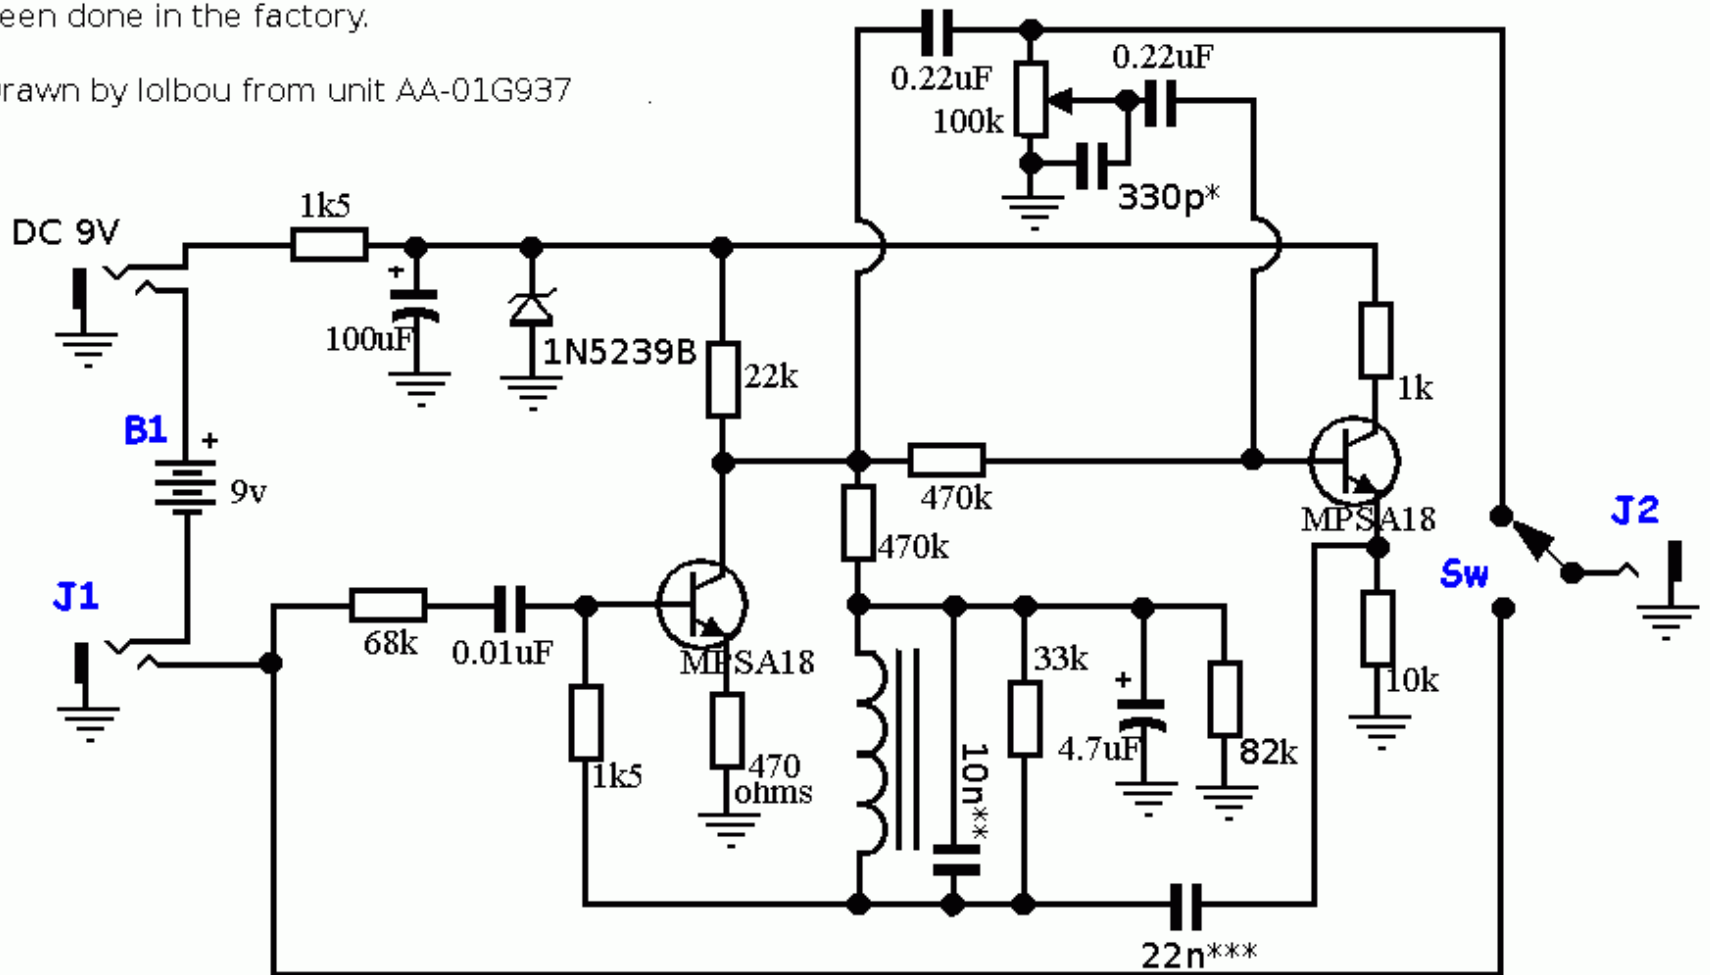 een done in the factory.
rawn by lolbou from unit AA-01G937
0.22uF
0.22uF
100k
330p*
1k5
DC 9V
+
100uF
1N5239B
22k
1k
B1
+
9v
470k
MPSA18
J2
470k
Sw
J1
68k
0.01uF
MPSA18
33k
+
10k
1k5
470
ohms
10n**
4.7uF
82k
22n***